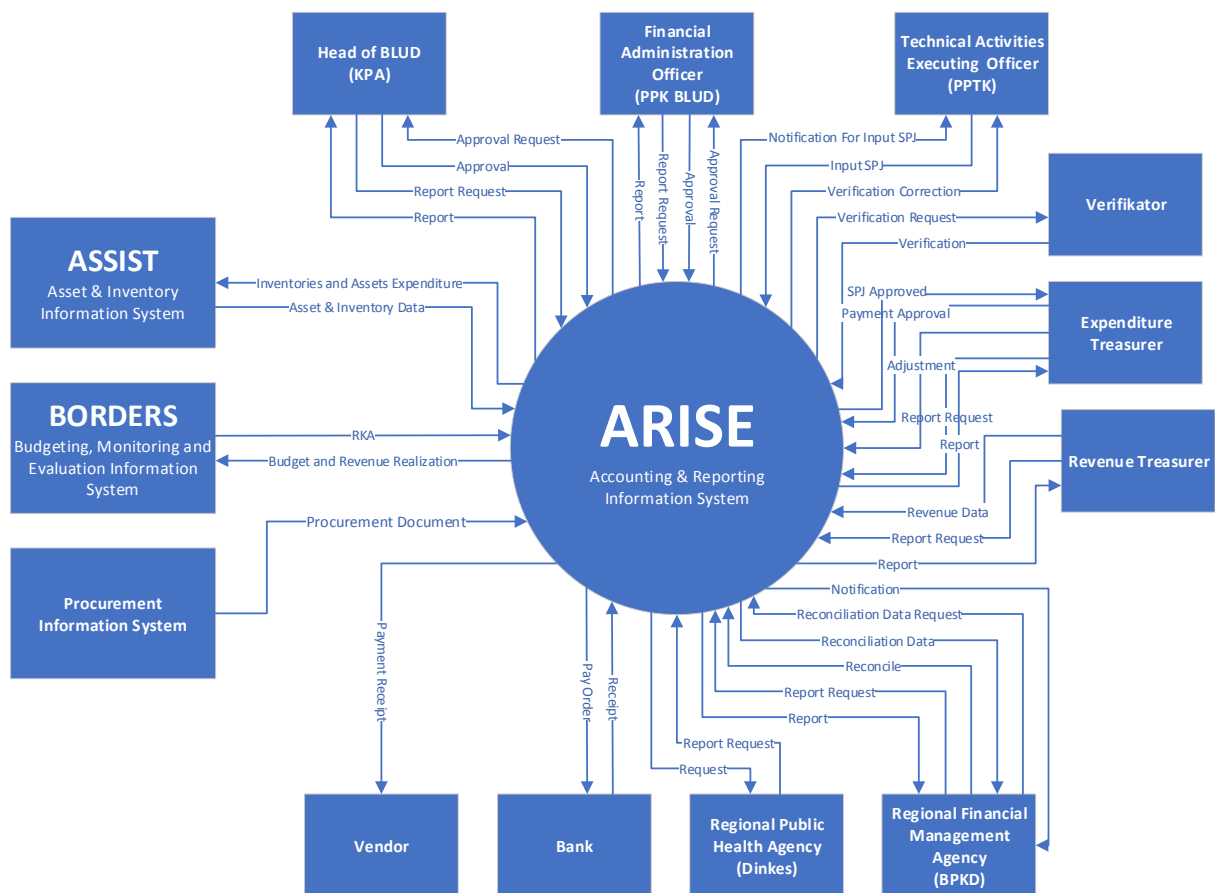 Head of BLUD
(KPA)
Financial
Administration
Officer
(PPK BLUD)
Technical Activities
Executing Officer
(PPTK)
Approval Request
Approval
Report Request
Report
Report
Report Request
Approval
Approval Request
Notification For Input SPJ
Input SPJ
Verification Correction
Verification Request
Verification
Verifikator
ASSIST
Asset & Inventory
Information System
Inventories and Assets Expenditure
Asset & Inventory Data
SPJ Approved
Payment Approval
Adjustment
Report Request
Report
Expenditure
Treasurer
BORDERS
Budgeting, Monitoring and
Evaluation Information
System
RKA
Budget and Revenue Realization
ARISE
Accounting & Reporting
Information System
Revenue Treasurer
Revenue Data
Report Request
Report
Procurement
Information System
Procurement Document
Payment Receipt
Pay Order
Receipt
Notification
Reconciliation Data Request
Reconciliation Data
Reconcile
Report Request
Report
Report Request
Request
Vendor
Bank
Regional Public
Health Agency
(Dinkes)
Regional Financial
Management
Agency
(BPKD)